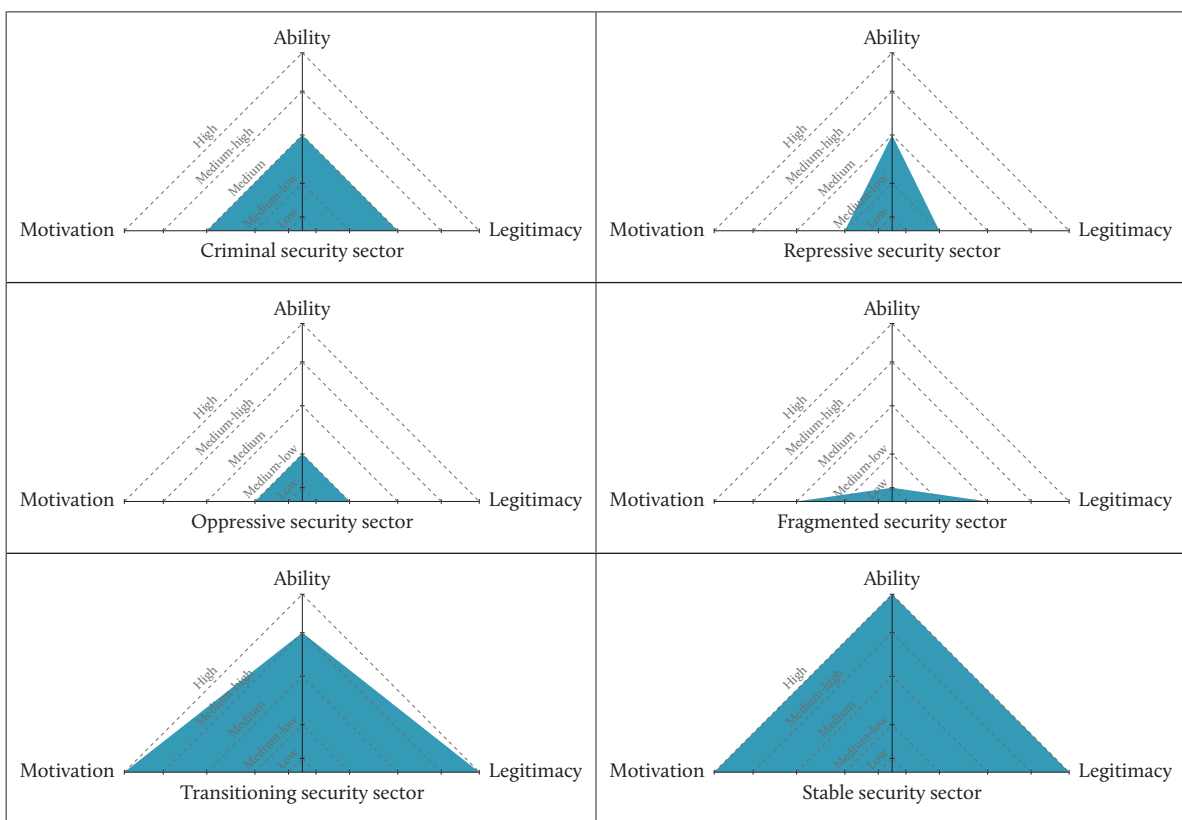 Ability
High
Medium-high
Medium
Medium-low
Low
Motivation
Legitimacy
Criminal security sector
Ability
High
Medium-high
Medium
Medium-low
Low
Motivation
Legitimacy
Repressive security sector
Ability
High
Medium-high
Medium
Medium-low
Low
Motivation
Legitimacy
Oppressive security sector
Ability
High
Medium-high
Medium
Medium-low
Low
Motivation
Legitimacy
Fragmented security sector
Ability
High
Medium-high
Medium
Medium-low
Low
Motivation
Legitimacy
Transitioning security sector
Ability
High
Medium-high
Medium
Medium-low
Low
Motivation
Legitimacy
Stable security sector